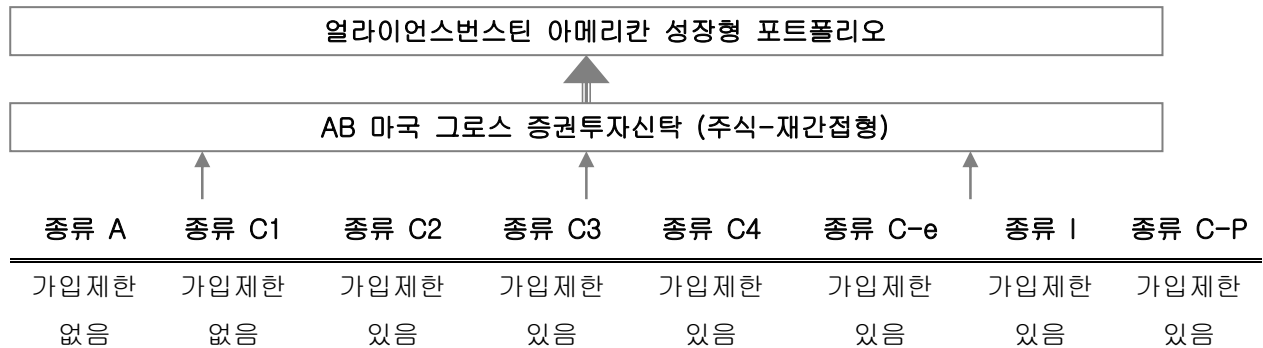 얼라이언스번스틴 아메리칸 성장형 포트폴리오
AB 마국 그로스 증권투자신탁 (주식-재간접형)
종류 A 종류 C1 종류 C2 종류 C3 종류 C4 종류 C-e 종류 I 종류 C-P
가입제한 가입제한 가입제한 가입제한 가입제한 가입제한 가입제한 가입제한
없음 없음 있음 있음 있음 있음 있음 있음